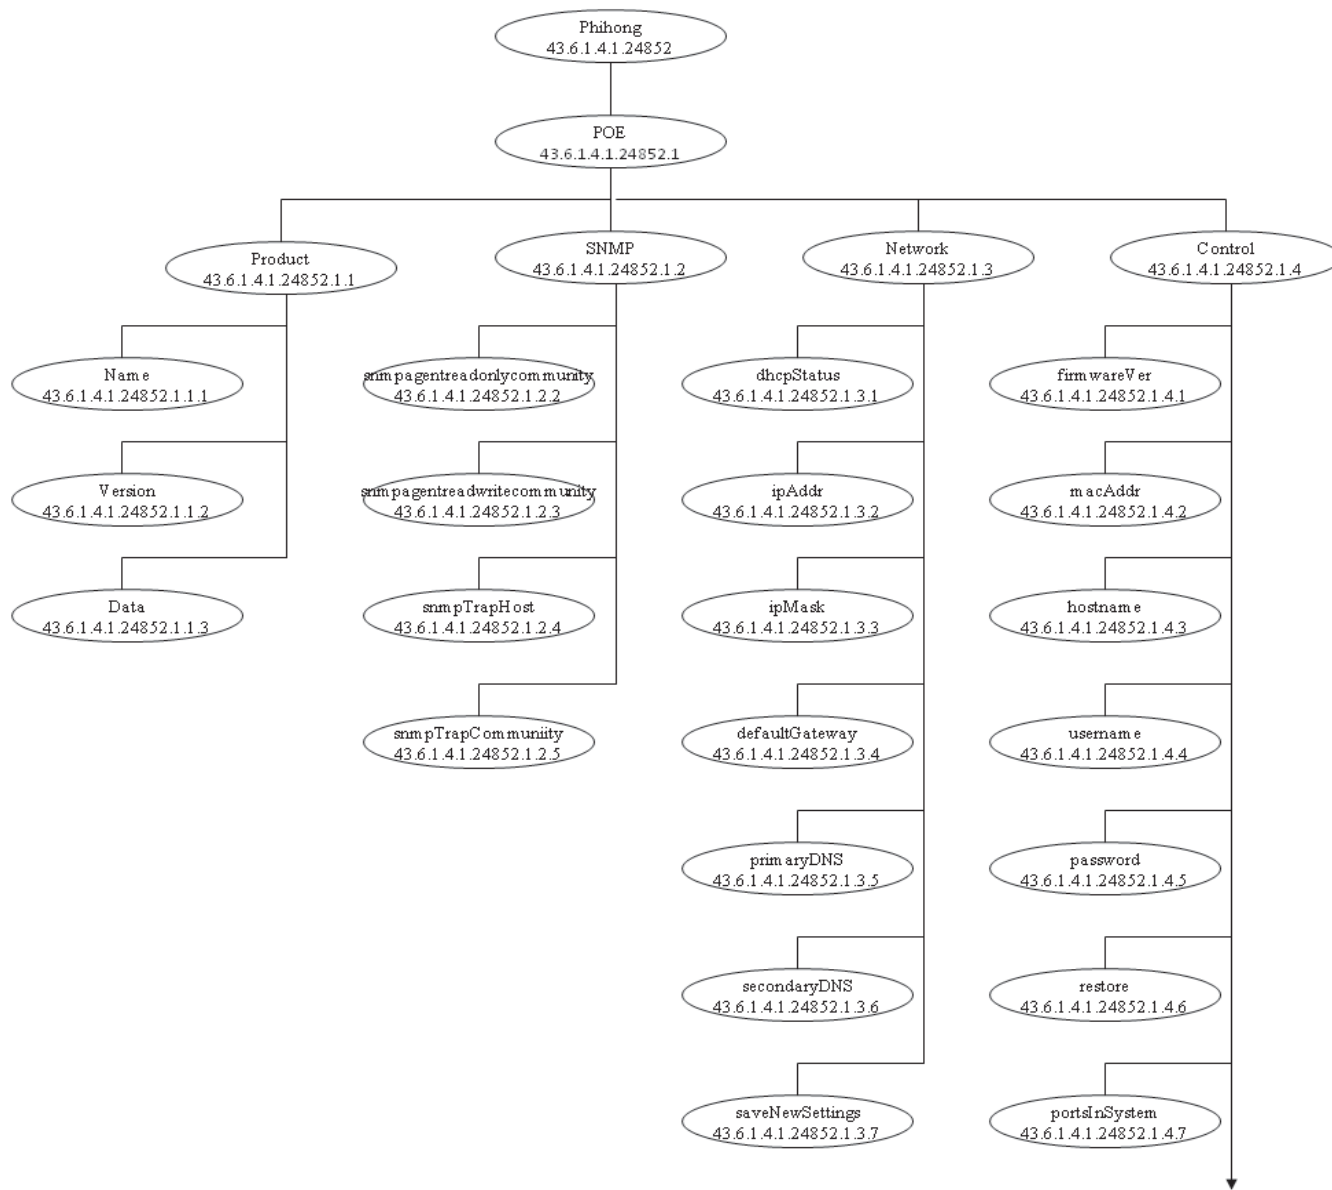 Phihong
43.6.1.4.1.24852
POE
43.6.1.4.1.24852.1
Product
43.6.1.4.1.24852.1.1
SNMP
43.6.1.4.1.24852.1.2
Network
43.6.1.4.1.24852.1.3
Control
43.6.1.4.1.24852.1.4
Name
43.6.1.4.1.24852.1.1.1
Version
43.6.1.4.1.24852.1.1.2
Data
43.6.1.4.1.24852.1.1.3
snmpagentreadonlycommunity
43.6.1.4.1.24852.1.2.2
snmpagentreadwritecommunity
43.6.1.4.1.24852.1.2.3
snmpTrapHost
43.6.1.4.1.24852.1.2.4
snmpTrapCommuniity
43.6.1.4.1.24852.1.2.5
dhcpStatus
43.6.1.4.1.24852.1.3.1
ipAddr
43.6.1.4.1.24852.1.3.2
ipMask
43.6.1.4.1.24852.1.3.3
defaultGateway
43.6.1.4.1.24852.1.3.4
primaryDNS
43.6.1.4.1.24852.1.3.5
secondaryDNS
43.6.1.4.1.24852.1.3.6
saveNewSettings
43.6.1.4.1.24852.1.3.7
firmwareVer
43.6.1.4.1.24852.1.4.1
macAddr
43.6.1.4.1.24852.1.4.2
hostname
43.6.1.4.1.24852.1.4.3
username
43.6.1.4.1.24852.1.4.4
password
43.6.1.4.1.24852.1.4.5
restore
43.6.1.4.1.24852.1.4.6
portsInSystem
43.6.1.4.1.24852.1.4.7